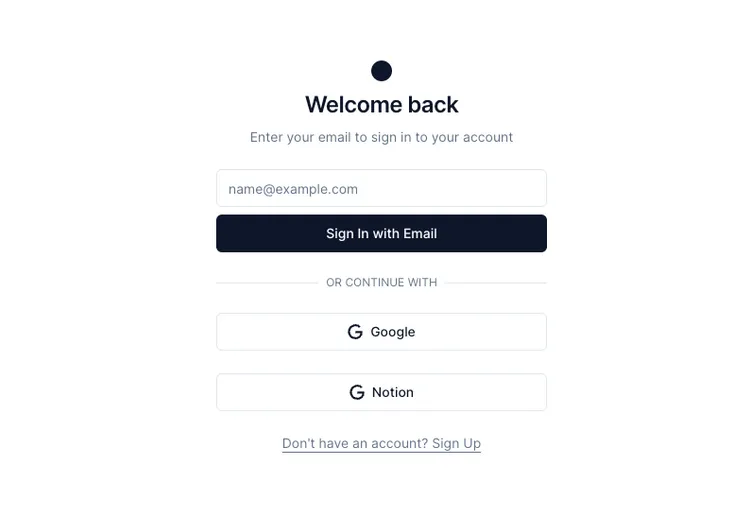 Welcome back
Enter your email to sign in to your account
name@example.com
Sign In with Email
OR CONTINUE WITH
Google
Notion
Don't have an account? Sign Up